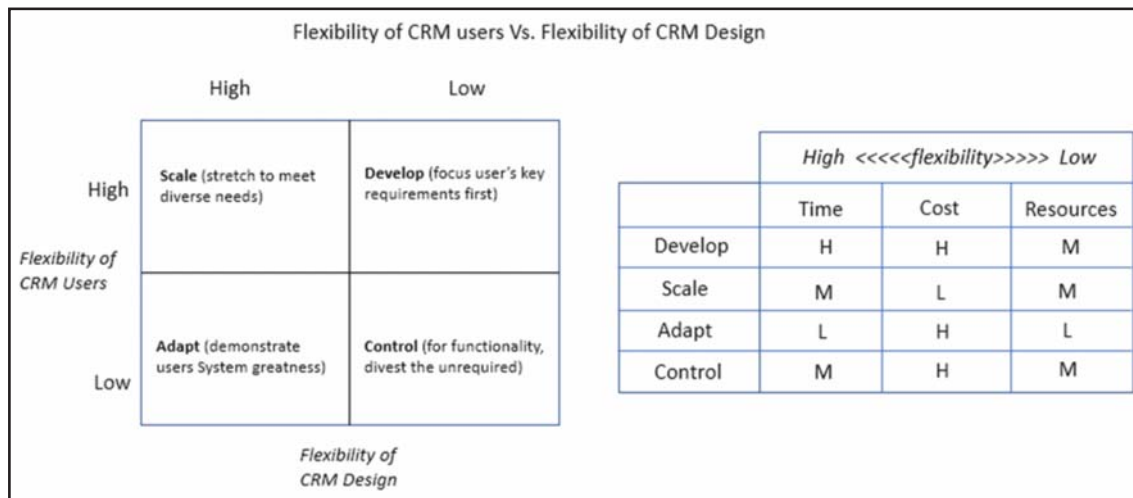 Flexibility of CRM users Vs. Flexibility of CRM Design
High Low
High
Scale (stretch to meet
diverse needs)
Develop (focus user's key
requirements first)
Flexibility of
CRM Users
Low
Adapt (demonstrate
users System greatness)
Control (for functionality,
divest the unrequired)
Flexibility of
CRM Design
High <<<<<flexibility>>>>> Low
Time Cost Resources
Develop H H M
Scale M L M
Adapt L H L
Control M H M